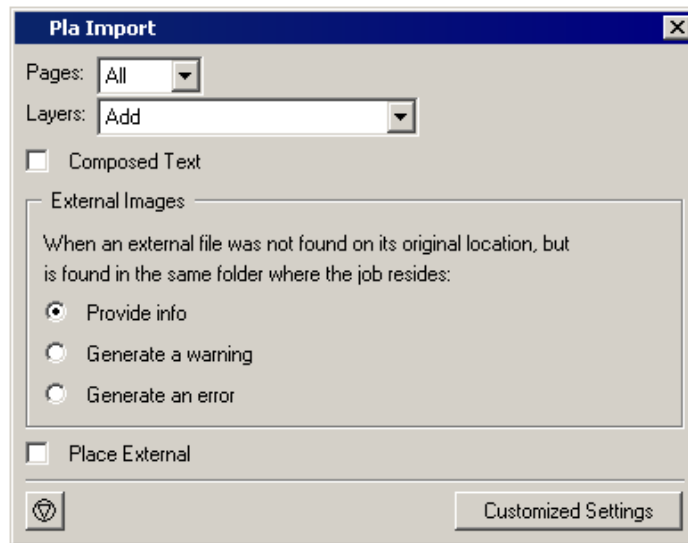 Pla Import
Pages: All
Layers: Add
Composed Text
External Images
When an external file was not found on its original location, but
is found in the same folder where the job resides:
Provide info
Generate a warning
Generate an error
Place External
Customized Settings